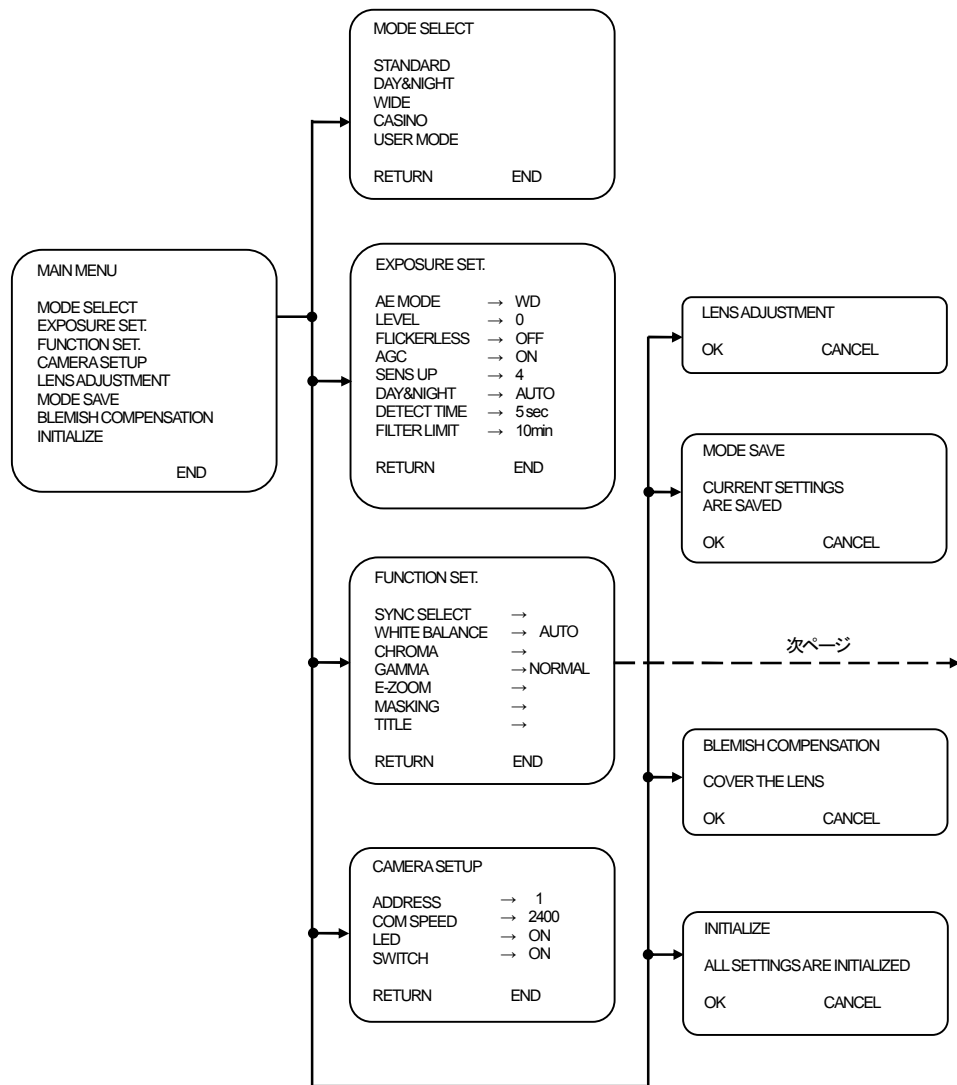 MAIN MENU
MODE SELECT
EXPOSURE SET.
FUNCTION SET.
CAMERA SETUP
LENS ADJUSTMENT
MODE SAVE
BLEMISH COMPENSATION
INITIALIZE
END
MODE SELECT
STANDARD
DAY&NIGHT
WIDE
CASINO
USER MODE
RETURN END
EXPOSURE SET.
AE MODE → WD
LEVEL → 0
FLICKERLESS → OFF
AGC → ON
SENS UP → 4
DAY&NIGHT → AUTO
DETECT TIME → 5 sec
FILTER LIMIT → 10min
RETURN END
FUNCTION SET.
SYNC SELECT →
WHITE BALANCE → AUTO
CHROMA →
GAMMA → NORMAL
E-ZOOM →
MASKING →
TITLE →
RETURN END
CAMERA SETUP
ADDRESS → 1
COM SPEED → 2400
LED → ON
SWITCH → ON
RETURN END
LENS ADJUSTMENT
OK CANCEL
MODE SAVE
CURRENT SETTINGS
ARE SAVED
OK CANCEL
次ページ
BLEMISH COMPENSATION
COVER THE LENS
OK CANCEL
INITIALIZE
ALL SETTINGS ARE INITIALIZED
OK CANCEL